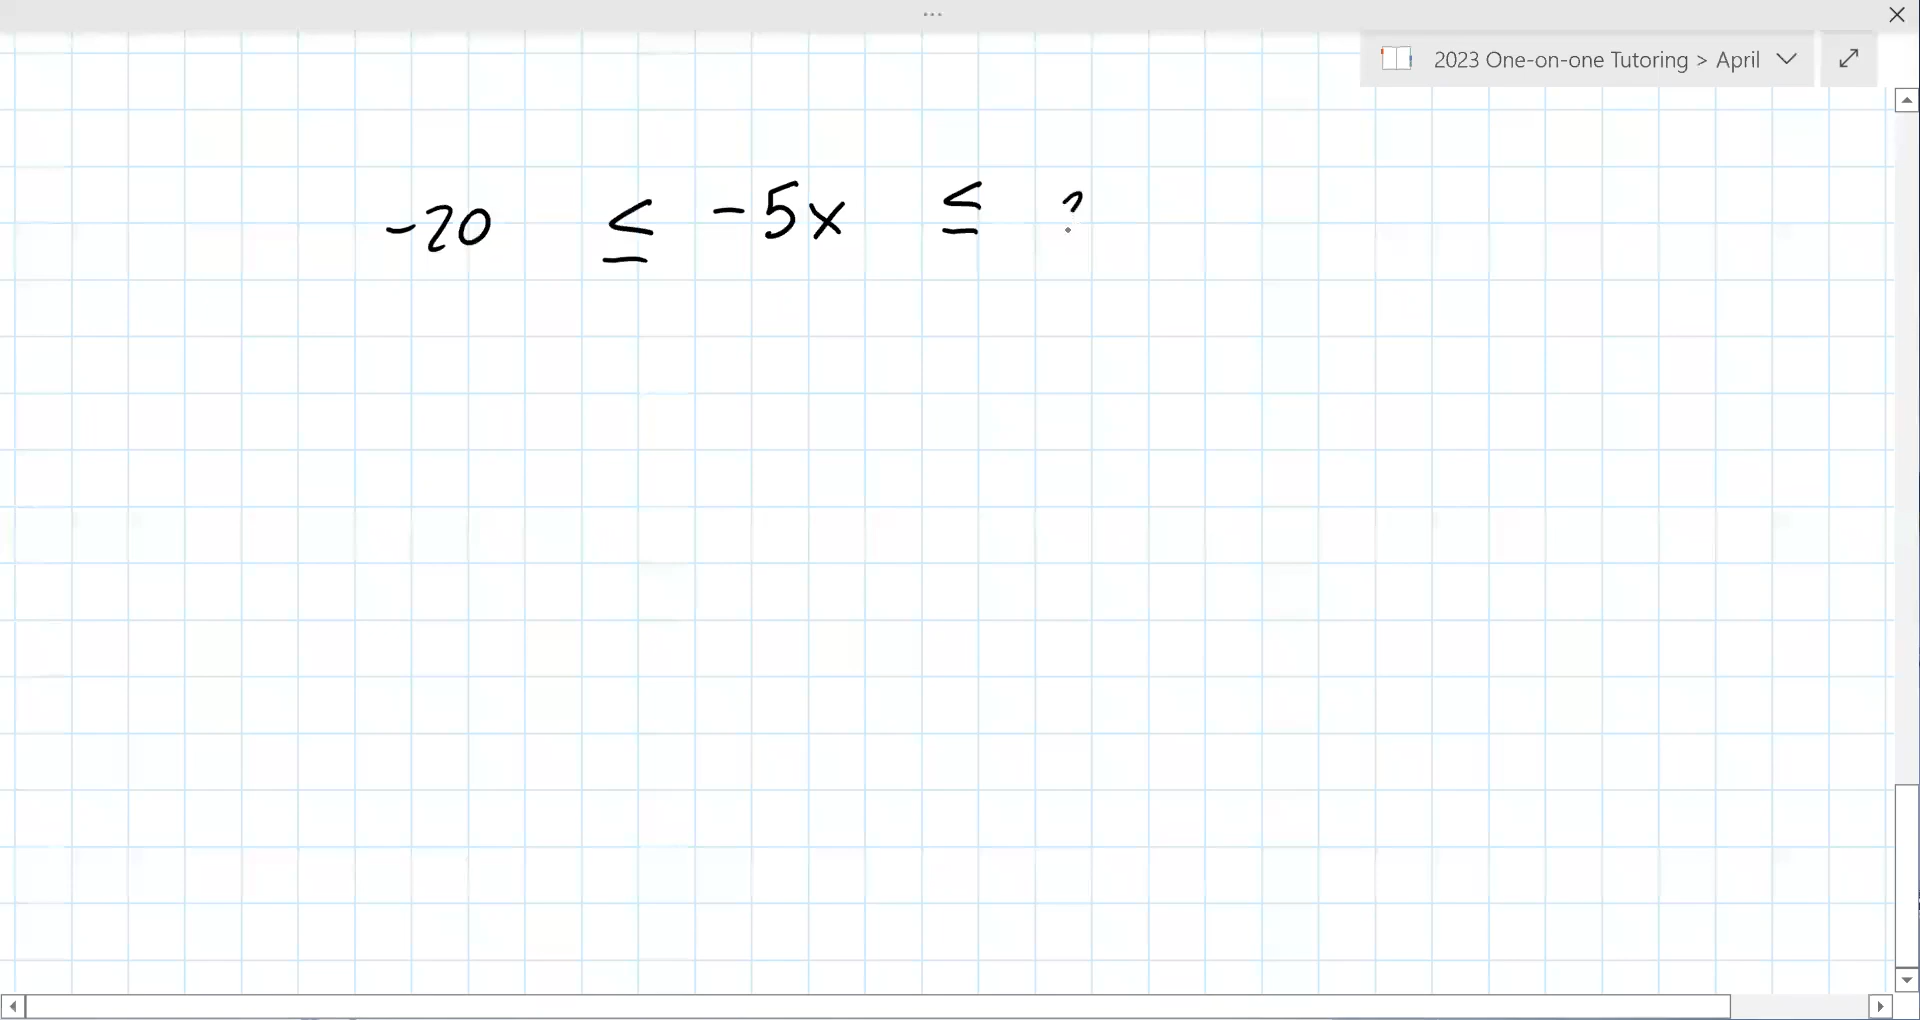 2023 One-on-one Tutoring > April
-20 ≤ -5x ≤